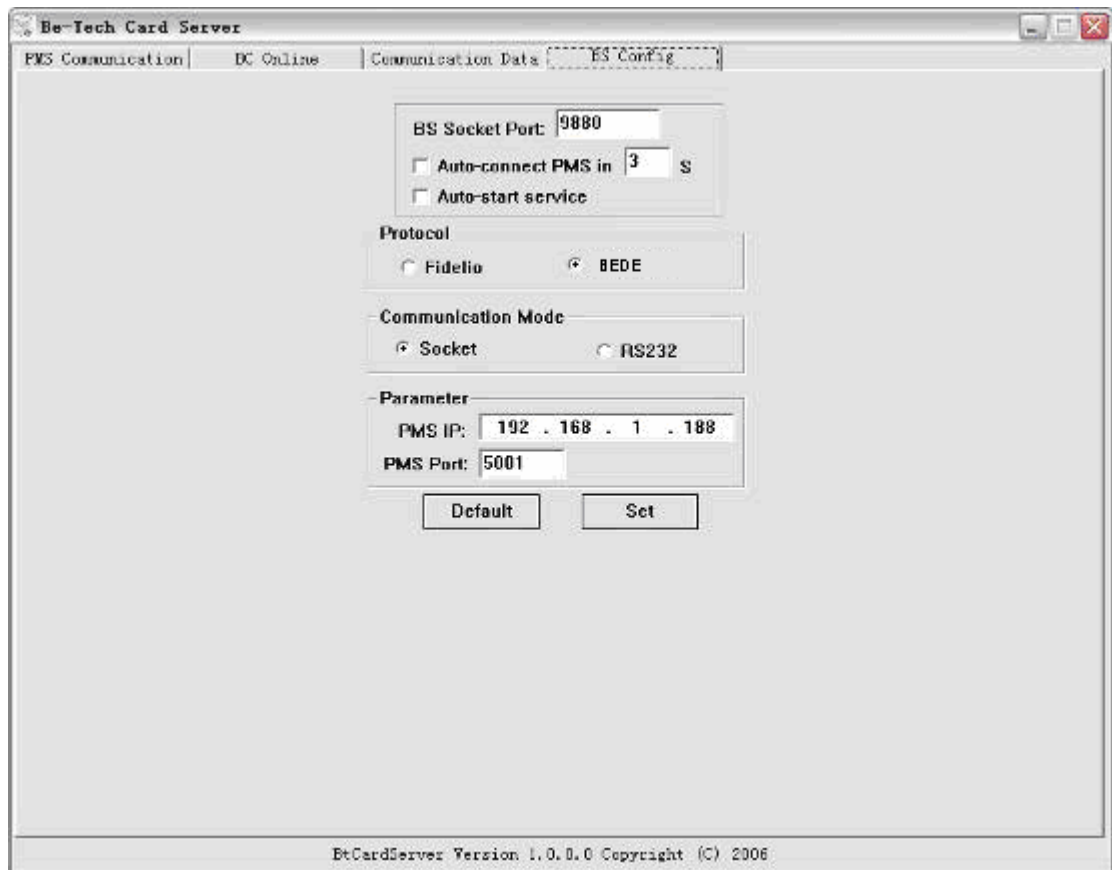 Be-Tech Card Server
PMS Communication DC Online Communication Data BS Config
BS Socket Port: 9880
Auto-connect PMS in 3 S
Auto-start service
Protocol
Fidelio BEDE
Communication Mode
Socket RS232
Parameter
PMS IP: 192 . 168 . 1 . 188
PMS Port: 5001
Default Set
BtCardServer Version 1.0.0.0 Copyright (C) 2006